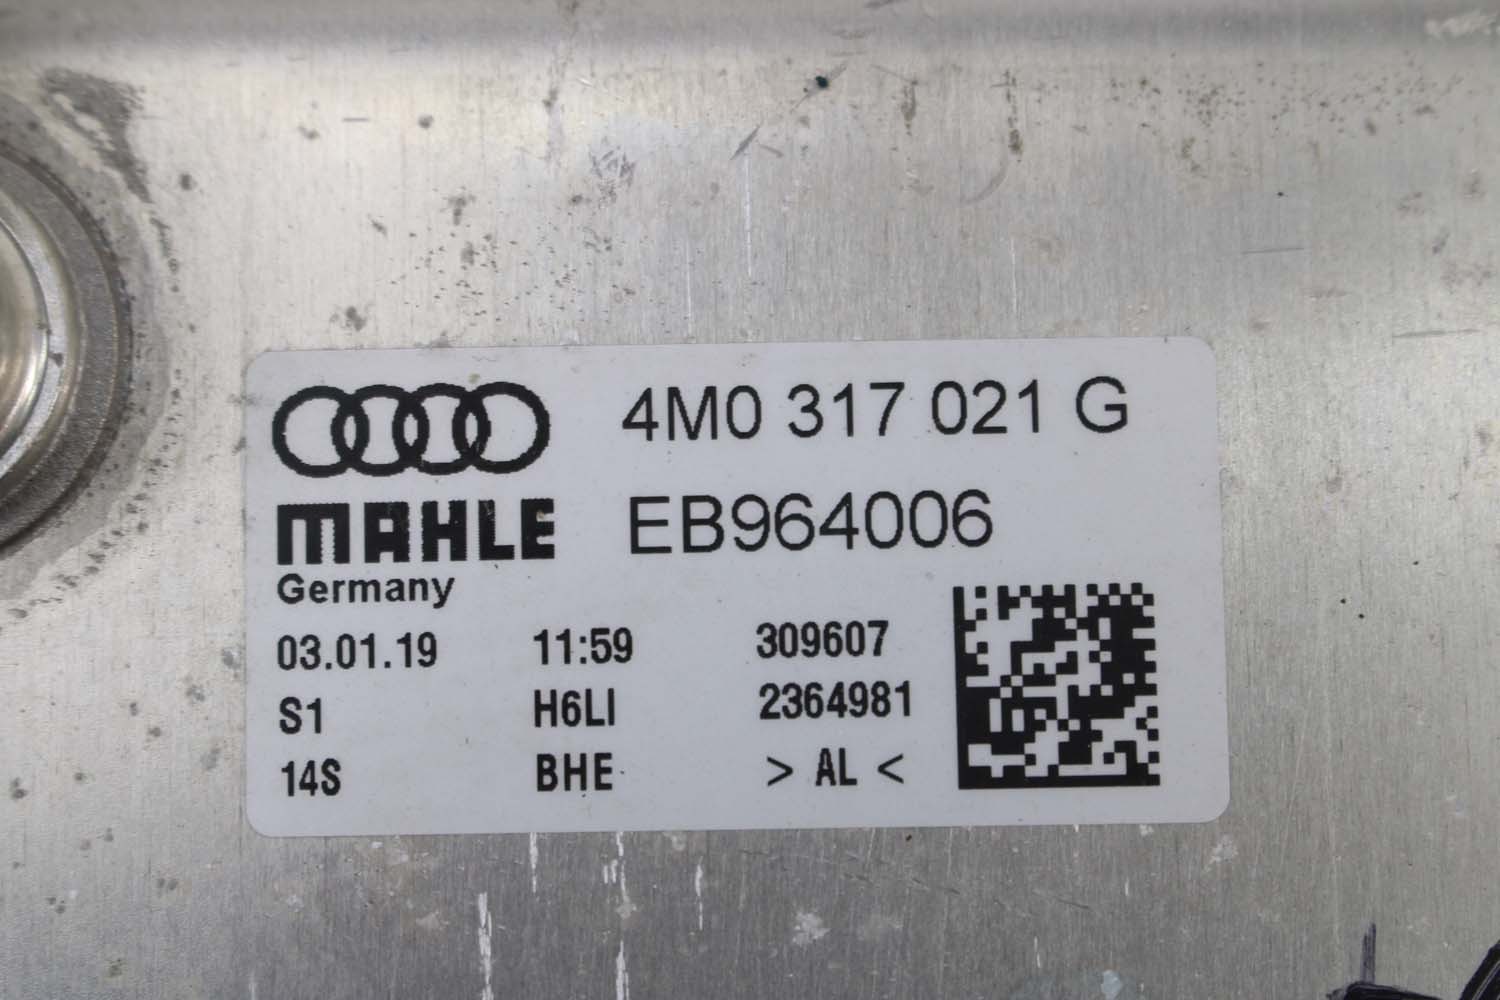 4M0 317 021 G
MAHLE EB964006
Germany
03.01.19 11:59 309607
S1 H6LI 2364981
14S BHE > AL <